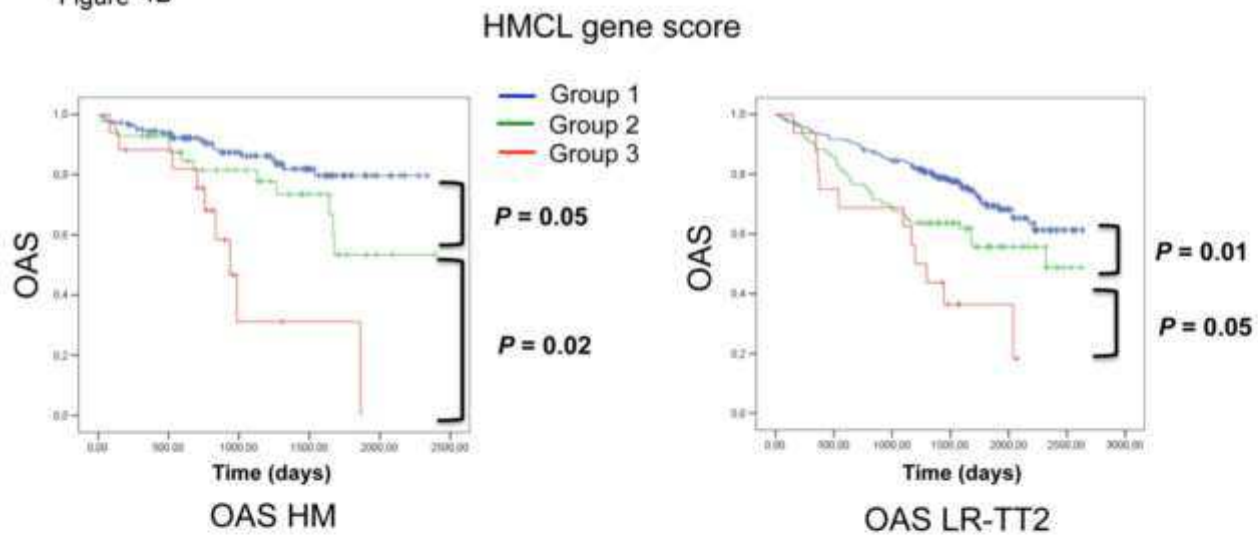 Figure
HMCL gene score
Group 1
Group 2
Group 3
OAS
1.0
0.8
0.6
0.4
0.2
0.0
0.00 500.00 1000.00 1500.00 2000.00 2500.00
Time (days)
OAS HM
P = 0.05
P = 0.02
OAS
1.0
0.8
0.6
0.4
0.2
0.0
0.00 500.00 1000.00 1500.00 2000.00 2500.00 3000.00
Time (days)
OAS LR-TT2
P = 0.01
P = 0.05